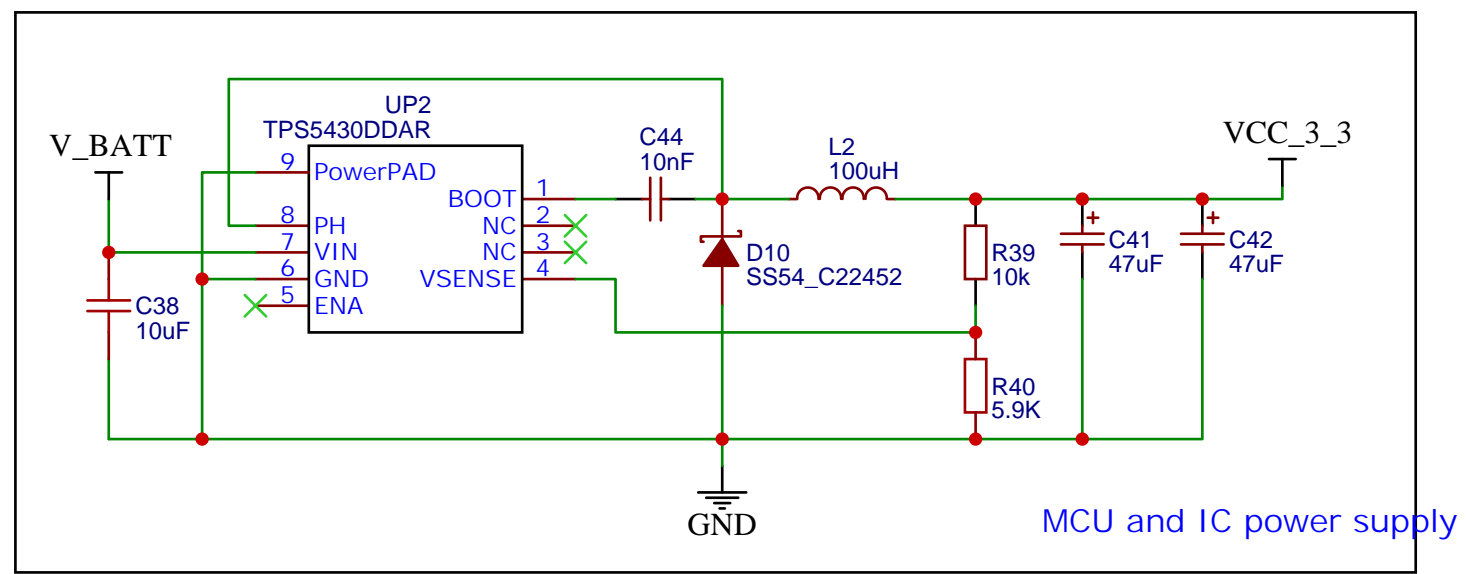 UP2
TPS5430DDAR
V_BATT
VCC_3_3
C44
10nF
L2
100uH
9
PowerPAD
BOOT
1
8
PH
NC
2
7
VIN
NC
3
6
GND
VSENSE
4
5
ENA
C38
10uF
D10
SS54_C22452
R39
10k
+
C41
47uF
+
C42
47uF
R40
5.9K
GND
MCU and IC power supply